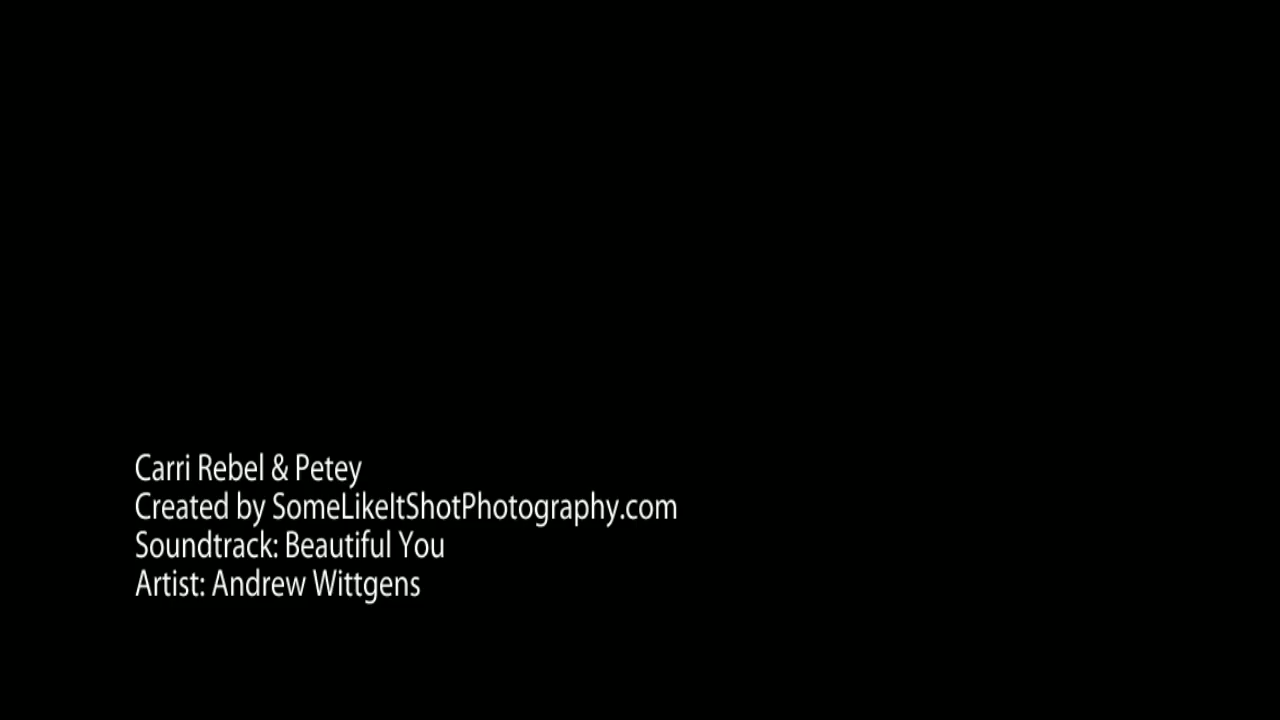 Carri Rebel & Petey
Created by SomeLikeItShotPhotography.com
Soundtrack: Beautiful You
Artist: Andrew Wittgens